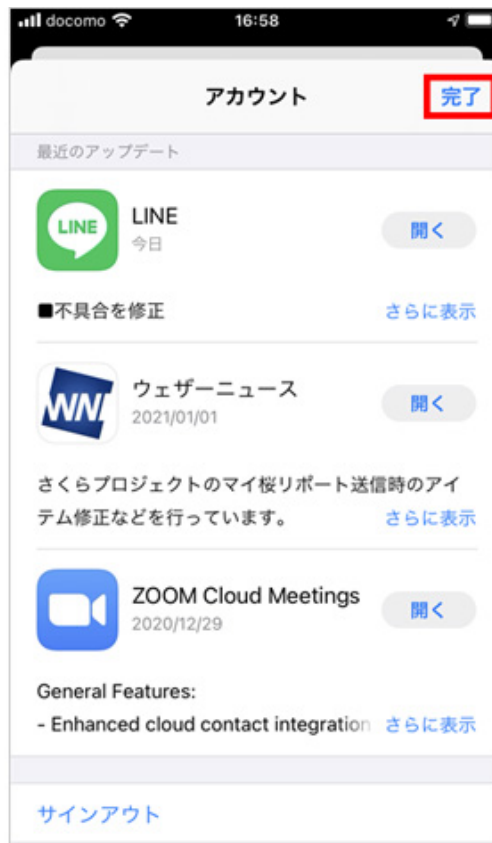 docomo 16:58
アカウント 完了
最近のアップデート
LINE
LINE
今日
開く
■不具合を修正 さらに表示
WNI
ウェザーニュース
2021/01/01
開く
さくらプロジェクトのマイ桜リポート送信時のアイ
テム修正などを行っています。 さらに表示
ZOOM Cloud Meetings
2020/12/29
開く
General Features:
- Enhanced cloud contact integration さらに表示
サインアウト